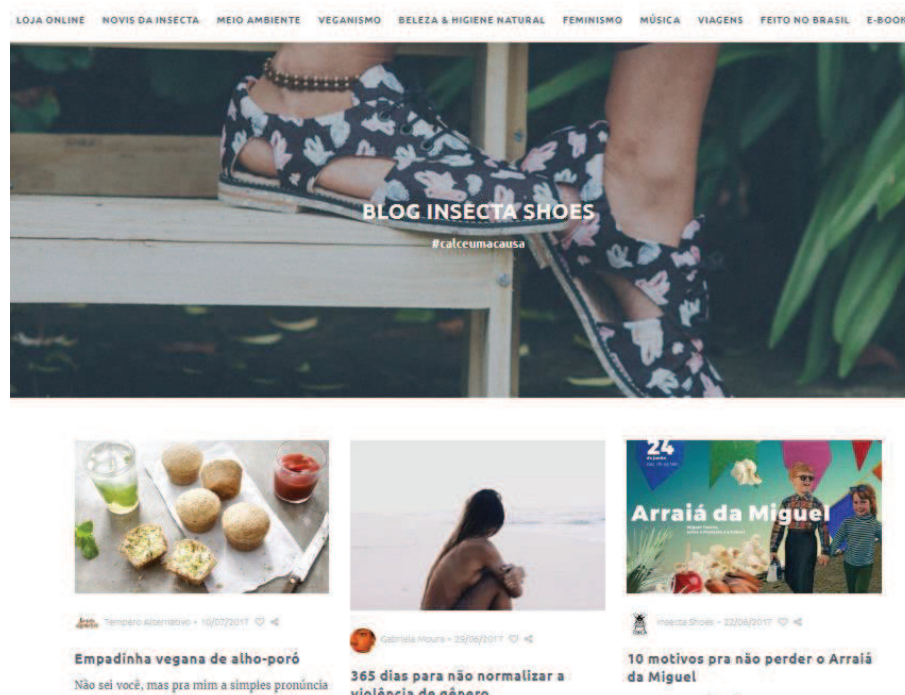 LOJA ONLINE NOVIS DA INSECTA MEIO AMBIENTE VEGANISMO BELEZA & HIGIENE NATURAL FEMINISMO MÚSICA VIAGENS FEITO NO BRASIL E-BOOK
BLOG INSECTA SHOES
#calceumacausa
24
de junho
Arraiá da Miguel
Tempero Alternativo • 10/07/2017
Empadinha vegana de alho-poró
Não sei você, mas pra mim a simples pronúncia
Gabriela Moura • 29/06/2017
365 dias para não normalizar a
violência de gênero
Insecta Shoes • 22/06/2017
10 motivos pra não perder o Arraiá
da Miguel